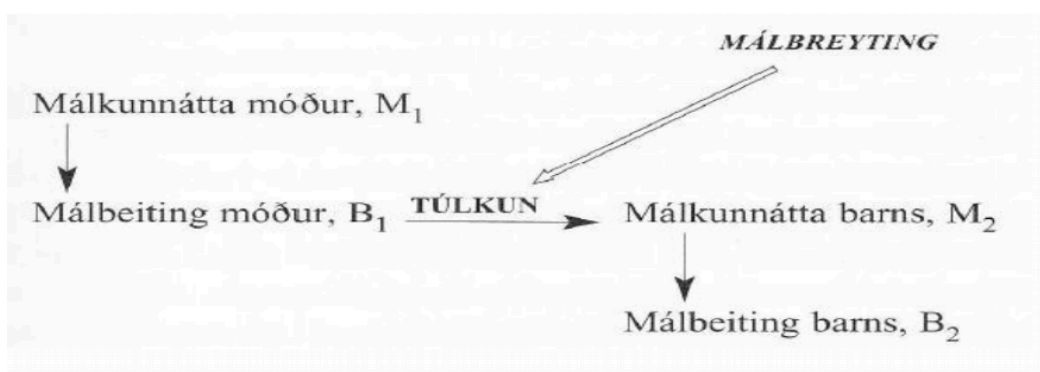 MÁLBREYTING
Málkunnátta móður, M₁
Málbeiting móður, B₁ TÚLKUN Málkunnátta barns, M₂
Málbeiting barns, B₂